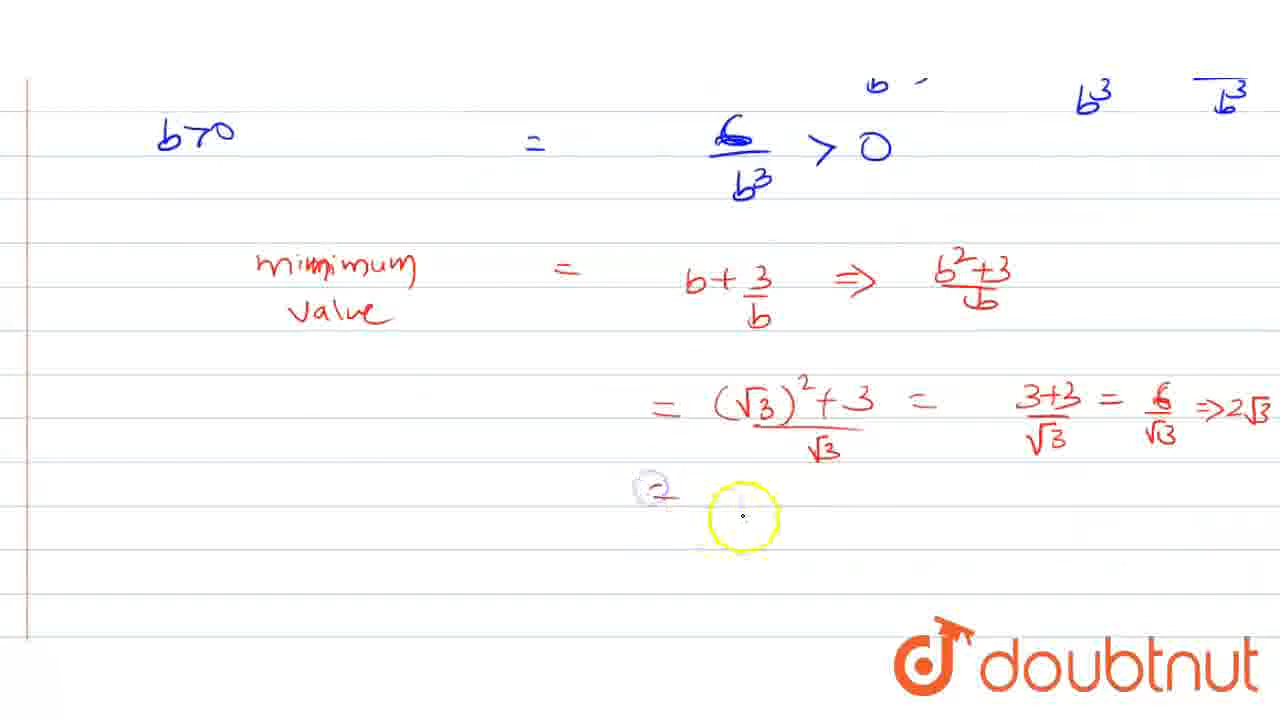 b b³ b³
b>0 = 6/b³ > 0
minimum value = b + 3/b ⇒ b²+3/b
= (√3)²+3/√3 = 3+3/√3 = 6/√3 ⇒ 2√3
=
doubtnut